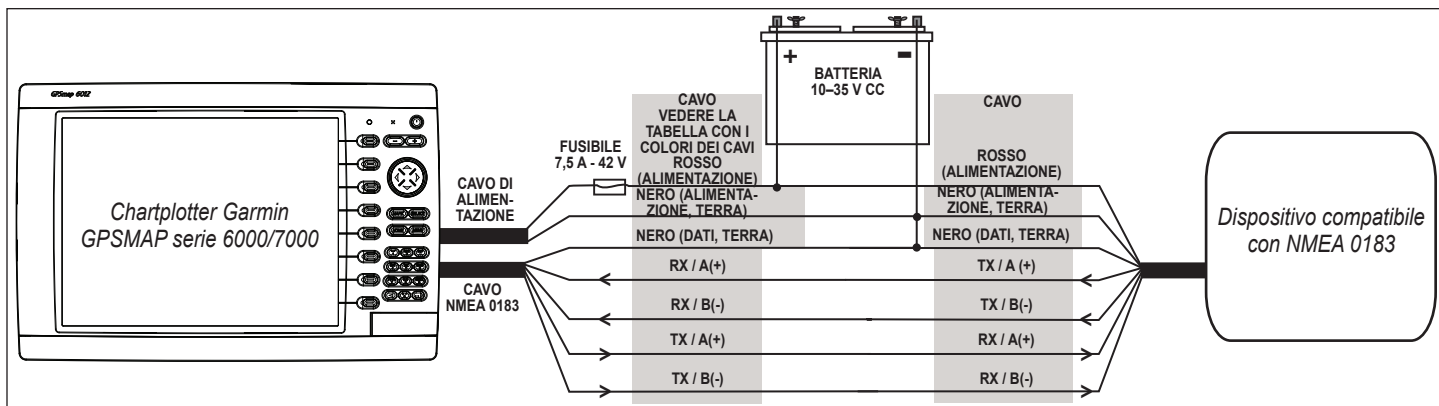 GPSmap 6012
Chartplotter Garmin
GPSMAP serie 6000/7000
CAVO DI
ALIMEN-
TAZIONE
CAVO
NMEA 0183
FUSIBILE
7,5 A - 42 V
CAVO
VEDERE LA
TABELLA CON I
COLORI DEI CAVI
ROSSO
(ALIMENTAZIONE)
NERO (ALIMENTA-
ZIONE, TERRA)
NERO (DATI, TERRA)
RX / A(+)
RX / B(-)
TX / A(+)
TX / B(-)
+
-
BATTERIA
10–35 V CC
CAVO
ROSSO
(ALIMENTAZIONE)
NERO (ALIMENTA-
ZIONE, TERRA)
NERO (DATI, TERRA)
TX / A (+)
TX / B(-)
RX / A(+)
RX / B(-)
Dispositivo compatibile
con NMEA 0183